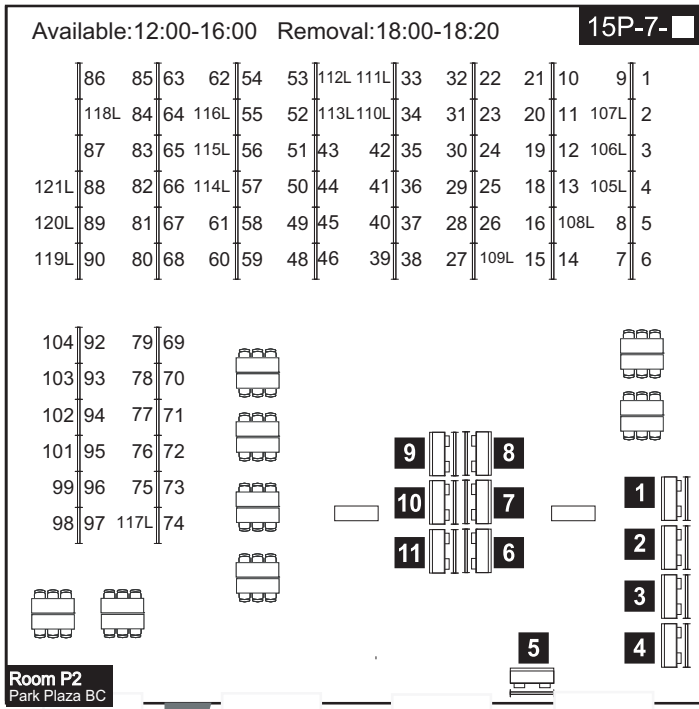 Available:12:00-16:00 Removal:18:00-18:20 15P-7-
86 85 63 62 54 53 112L 111L 33 32 22 21 10 9 1
118L 84 64 116L 55 52 113L 110L 34 31 23 20 11 107L 2
87 83 65 115L 56 51 43 42 35 30 24 19 12 106L 3
121L 88 82 66 114L 57 50 44 41 36 29 25 18 13 105L 4
120L 89 81 67 61 58 49 45 40 37 28 26 16 108L 8 5
119L 90 80 68 60 59 48 46 39 38 27 109L 15 14 7 6
104 92 79 69
103 93 78 70
102 94 77 71
101 95 76 72 9 8
99 96 75 73 10 7 1
98 97 117L 74 11 6 2
3
5 4
Room P2
Park Plaza BC